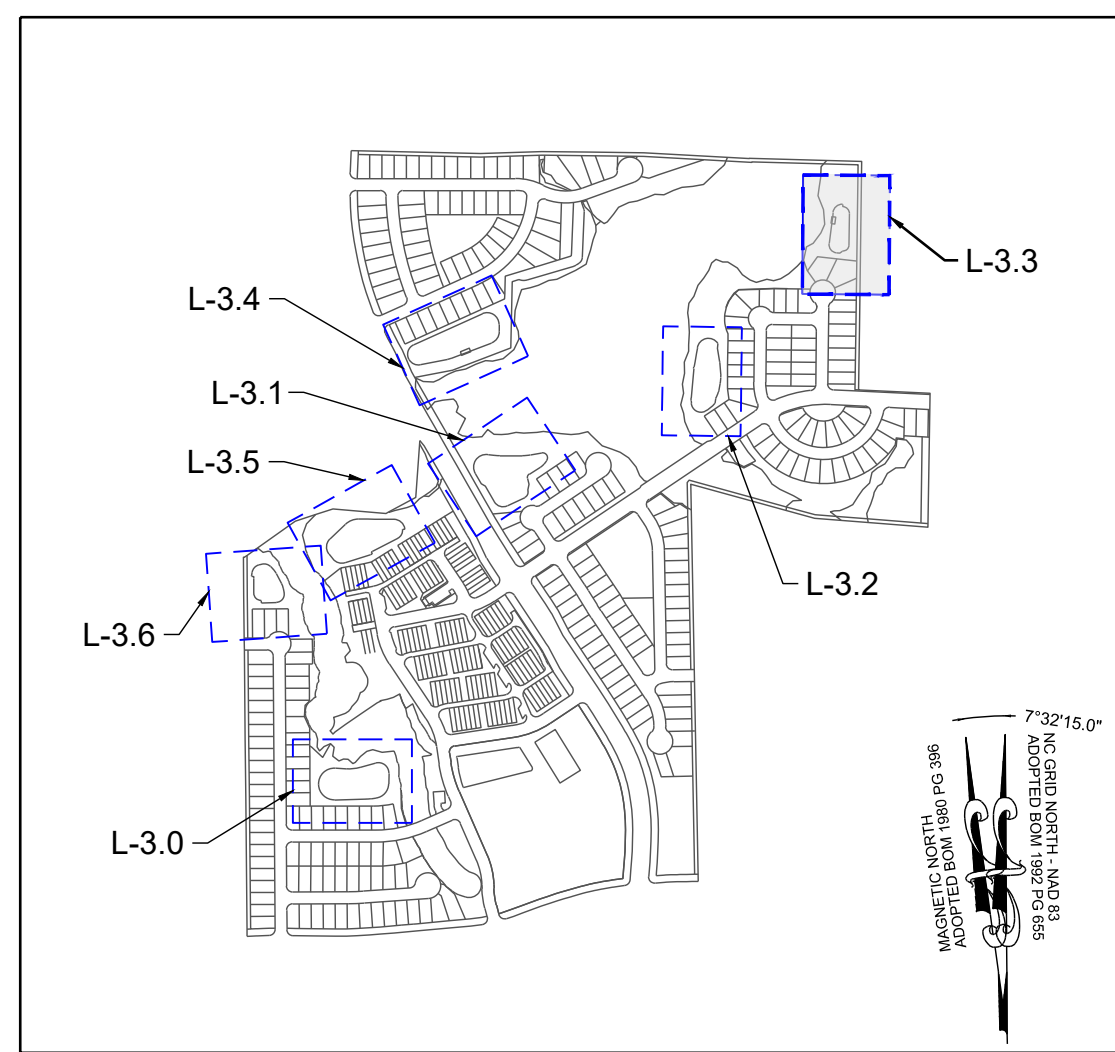 L-3.3
L-3.4
L-3.1
L-3.5
L-3.2
L-3.6
L-3.0
7°32'15.0"
MAGNETIC NORTH
ADOPTED BOM 1980 PG 396
NC GRID NORTH - NAD 83
ADOPTED BOM 1992 PG 655